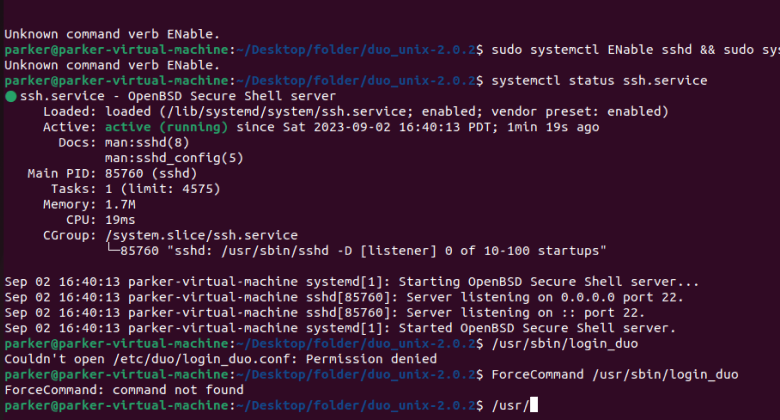 Unknown command verb ENable.
parker@parker-virtual-machine:~/Desktop/folder/duo_unix-2.0.2$ sudo systemctl ENable sshd && sudo sys
Unknown command verb ENable.
parker@parker-virtual-machine:~/Desktop/folder/duo_unix-2.0.2$ systemctl status ssh.service
● ssh.service - OpenBSD Secure Shell server
Loaded: loaded (/lib/systemd/system/ssh.service; enabled; vendor preset: enabled)
Active: active (running) since Sat 2023-09-02 16:40:13 PDT; 1min 19s ago
Docs: man:sshd(8)
man:sshd_config(5)
Main PID: 85760 (sshd)
Tasks: 1 (limit: 4575)
Memory: 1.7M
CPU: 19ms
CGroup: /system.slice/ssh.service
└─85760 "sshd: /usr/sbin/sshd -D [listener] 0 of 10-100 startups"
Sep 02 16:40:13 parker-virtual-machine systemd[1]: Starting OpenBSD Secure Shell server...
Sep 02 16:40:13 parker-virtual-machine sshd[85760]: Server listening on 0.0.0.0 port 22.
Sep 02 16:40:13 parker-virtual-machine sshd[85760]: Server listening on :: port 22.
Sep 02 16:40:13 parker-virtual-machine systemd[1]: Started OpenBSD Secure Shell server.
parker@parker-virtual-machine:~/Desktop/folder/duo_unix-2.0.2$ /usr/sbin/login_duo
Couldn't open /etc/duo/login_duo.conf: Permission denied
parker@parker-virtual-machine:~/Desktop/folder/duo_unix-2.0.2$ ForceCommand /usr/sbin/login_duo
ForceCommand: command not found
parker@parker-virtual-machine:~/Desktop/folder/duo_unix-2.0.2$ /usr/